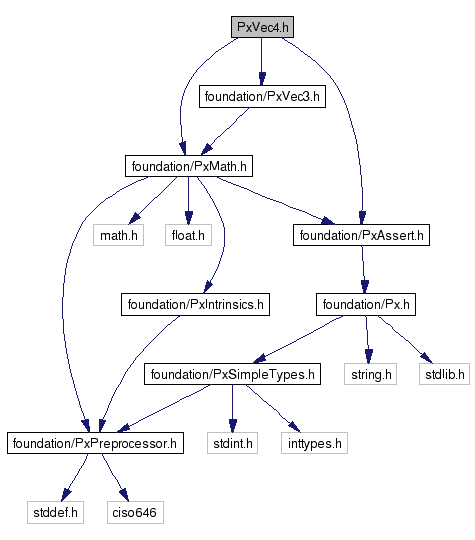 PxVec4.h
foundation/PxVec3.h
foundation/PxMath.h
math.h
float.h
foundation/PxAssert.h
foundation/PxIntrinsics.h
foundation/Px.h
foundation/PxSimpleTypes.h
string.h
stdlib.h
foundation/PxPreprocessor.h
stdint.h
inttypes.h
stddef.h
ciso646